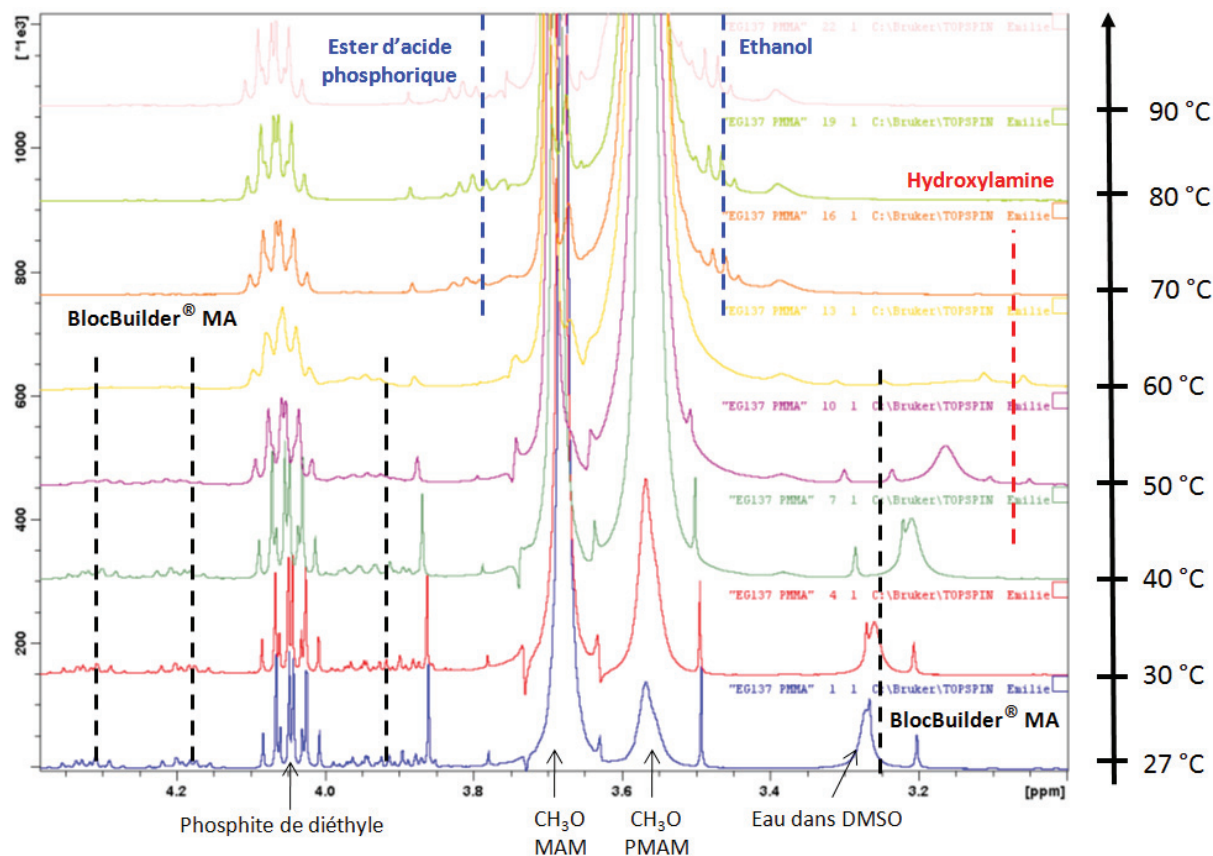 [*1e3]
1000
800
600
400
200
Ester d'acide
phosphorique
Ethanol
"EG137 PMMA" 22 1 C:\Bruker\TOPSPIN Emilie
90 °C
"EG137 PMMA" 19 1 C:\Bruker\TOPSPIN Emilie
80 °C
Hydroxylamine
"EG137 PMMA" 16 1 C:\Bruker\TOPSPIN Emilie
70 °C
BlocBuilder® MA
"EG137 PMMA" 13 1 C:\Bruker\TOPSPIN Emilie
60 °C
"EG137 PMMA" 10 1 C:\Bruker\TOPSPIN Emilie
50 °C
"EG137 PMMA" 7 1 C:\Bruker\TOPSPIN Emilie
40 °C
"EG137 PMMA" 4 1 C:\Bruker\TOPSPIN Emilie
30 °C
"EG137 PMMA" 1 1 C:\Bruker\TOPSPIN Emilie
BlocBuilder® MA
27 °C
4.2 4.0 3.8 3.6 3.4 3.2 [ppm]
Phosphite de diéthyle
CH3O
MAM
CH3O
PMAM
Eau dans DMSO